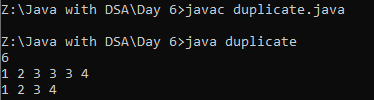 Z:\Java with DSA\Day 6>javac duplicate.java
Z:\Java with DSA\Day 6>java duplicate
6
1 2 3 3 3 4
1 2 3 4